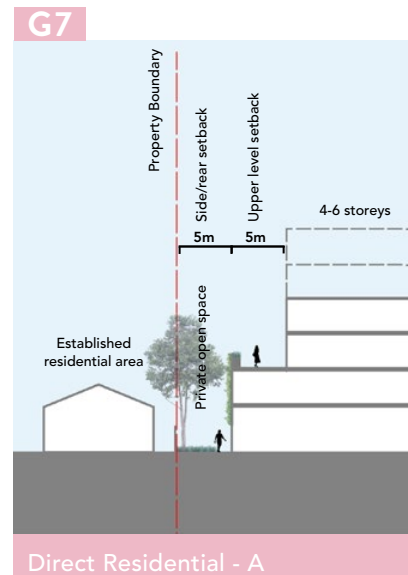 G7
Property Boundary
Side/rear setback
Upper level setback
4-6 storeys
5m
5m
Private open space
Established
residential area
Direct Residential - A